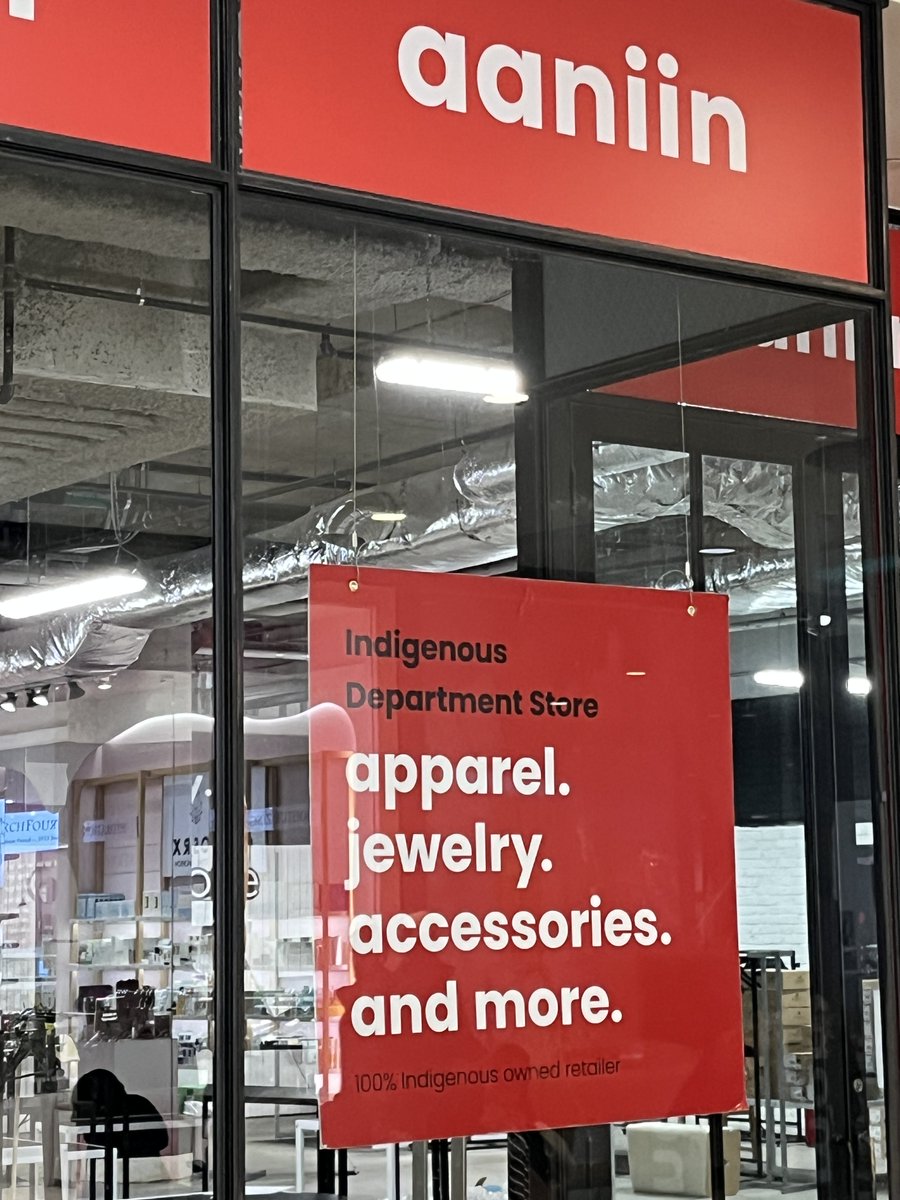 aaniin
Indigenous
Department Store
apparel.
jewelry.
accessories.
and more.
100% Indigenous owned retailer